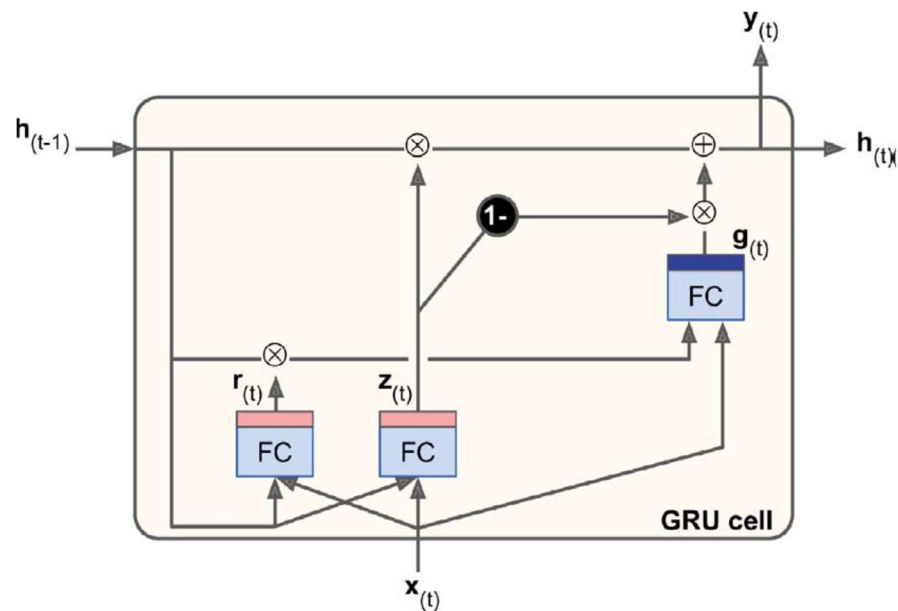 y(t)
h(t-1)
h(t)
1-
g(t)
FC
r(t)
z(t)
FC
FC
GRU cell
x(t)